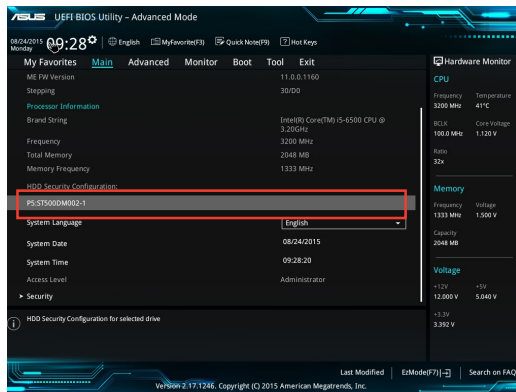 ASUS UEFI BIOS Utility – Advanced Mode
08/24/2015
Monday
09:28
English
MyFavorite(F3)
Quick Note(F9)
Hot Keys
My Favorites Main Advanced Monitor Boot Tool Exit
ME FW Version 11.0.0.1160
Stepping 30/D0
Processor Information
Brand String Intel(R) Core(TM) i5-6500 CPU @
3.20GHz
Frequency 3200 MHz
Total Memory 2048 MB
Memory Frequency 1333 MHz
HDD Security Configuration:
P5:ST500DM002-1
System Language English
System Date 08/24/2015
System Time 09:28:20
Access Level Administrator
Security
HDD Security Configuration for selected drive
Hardware Monitor
CPU
Frequency Temperature
3200 MHz 41°C
BCLK Core Voltage
100.0 MHz 1.120 V
Ratio
32x
Memory
Frequency Voltage
1333 MHz 1.500 V
Capacity
2048 MB
Voltage
+12V +5V
12.000 V 5.040 V
+3.3V
3.392 V
Last Modified
EzMode(F7)
Search on FAQ
Version 2.17.1246. Copyright (C) 2015 American Megatrends, Inc.